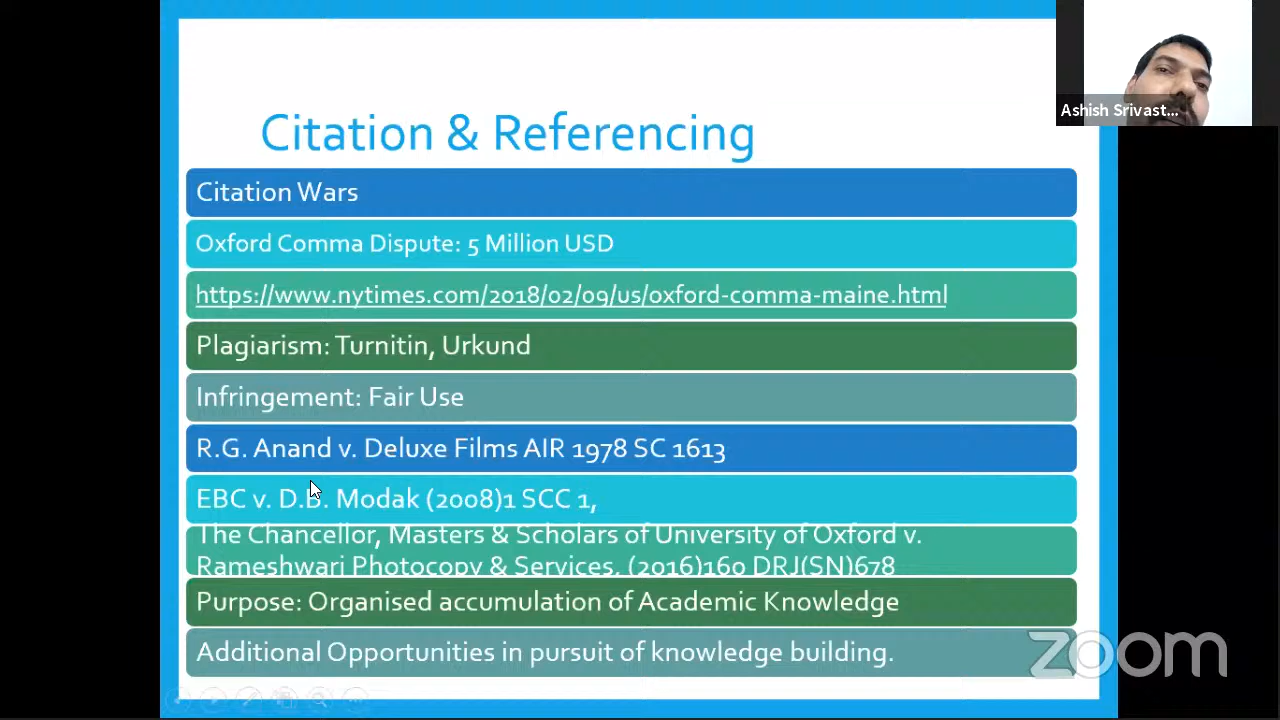 Ashish Srivast...
Citation & Referencing
Citation Wars
Oxford Comma Dispute: 5 Million USD
https://www.nytimes.com/2018/02/09/us/oxford-comma-maine.html
Plagiarism: Turnitin, Urkund
Infringement: Fair Use
R.G. Anand v. Deluxe Films AIR 1978 SC 1613
EBC v. D.B. Modak (2008)1 SCC 1,
The Chancellor, Masters & Scholars of University of Oxford v.
Rameshwari Photocopy & Services, (2016)160 DRJ(SN)678
Purpose: Organised accumulation of Academic Knowledge
Additional Opportunities in pursuit of knowledge building.
zoom